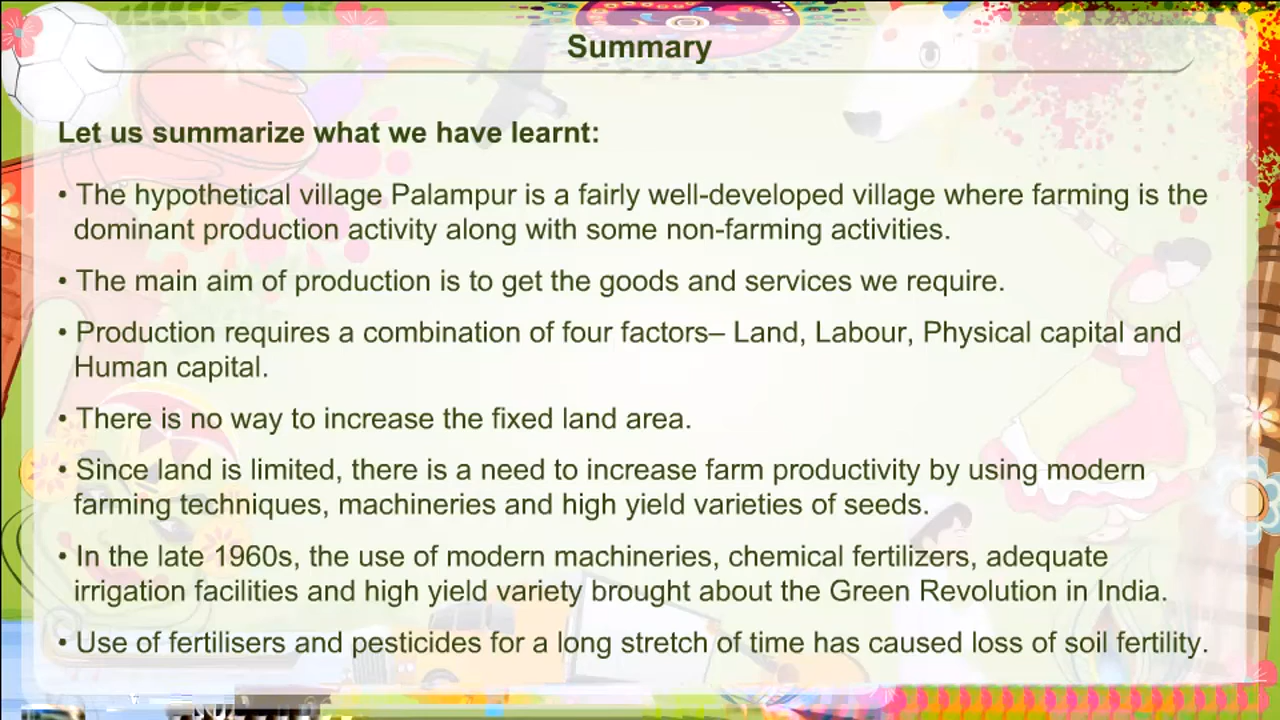 Summary
Let us summarize what we have learnt:
• The hypothetical village Palampur is a fairly well-developed village where farming is the
dominant production activity along with some non-farming activities.
• The main aim of production is to get the goods and services we require.
• Production requires a combination of four factors– Land, Labour, Physical capital and
Human capital.
• There is no way to increase the fixed land area.
• Since land is limited, there is a need to increase farm productivity by using modern
farming techniques, machineries and high yield varieties of seeds.
• In the late 1960s, the use of modern machineries, chemical fertilizers, adequate
irrigation facilities and high yield variety brought about the Green Revolution in India.
• Use of fertilisers and pesticides for a long stretch of time has caused loss of soil fertility.